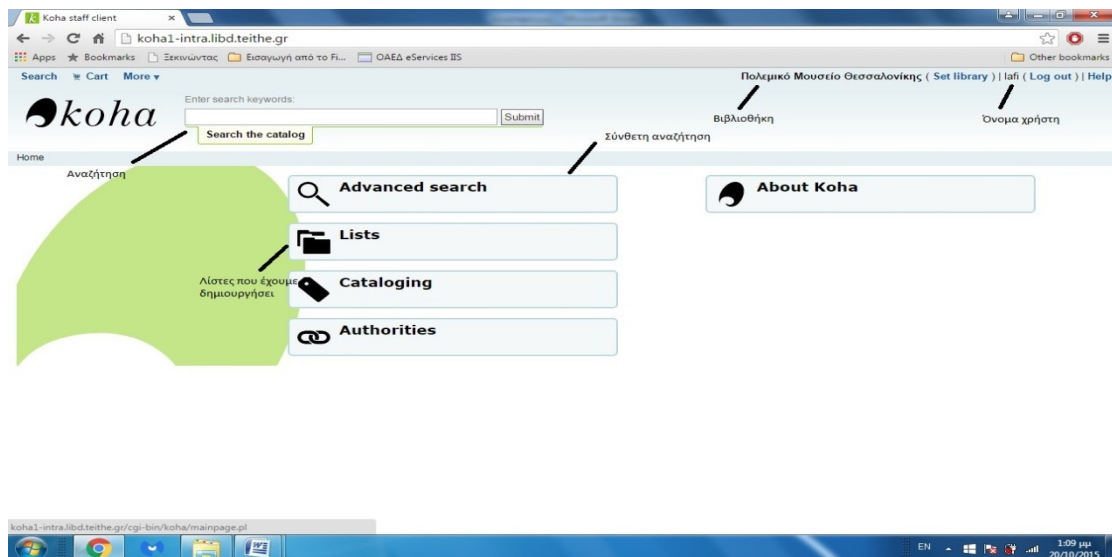 Koha staff client
koha1-intra.libd.teithe.gr
Apps Bookmarks Ξεκινώντας Εισαγωγή από το Fi... ΟΑΕΔ eServices IIS Other bookmarks
Search Cart More Πολεμικό Μουσείο Θεσσαλονίκης ( Set library ) | lafi ( Log out ) | Help
koha
Enter search keywords:
Submit
Search the catalog
Βιβλιοθήκη
Όνομα χρήστη
Σύνθετη αναζήτηση
Home
Αναζήτηση
Advanced search
About Koha
Lists
Λίστες που έχουμε
δημιουργήσει
Cataloging
Authorities
koha1-intra.libd.teithe.gr/cgi-bin/koha/mainpage.pl
EN 1:09 μμ
20/10/2015